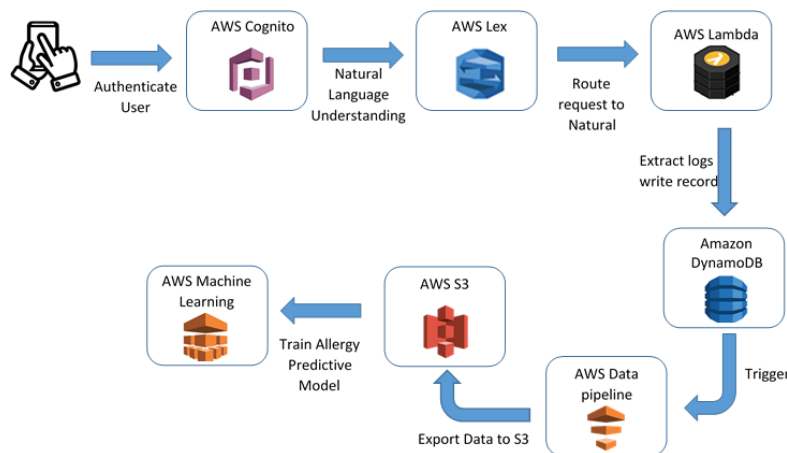 AWS Cognito
AWS Lex
AWS Lambda
Authenticate
User
Natural
Language
Understanding
Route
request to
Natural
Extract logs
write record
Amazon
DynamoDB
AWS Machine
Learning
AWS S3
Train Allergy
Predictive
Model
AWS Data
pipeline
Trigger
Export Data to S3